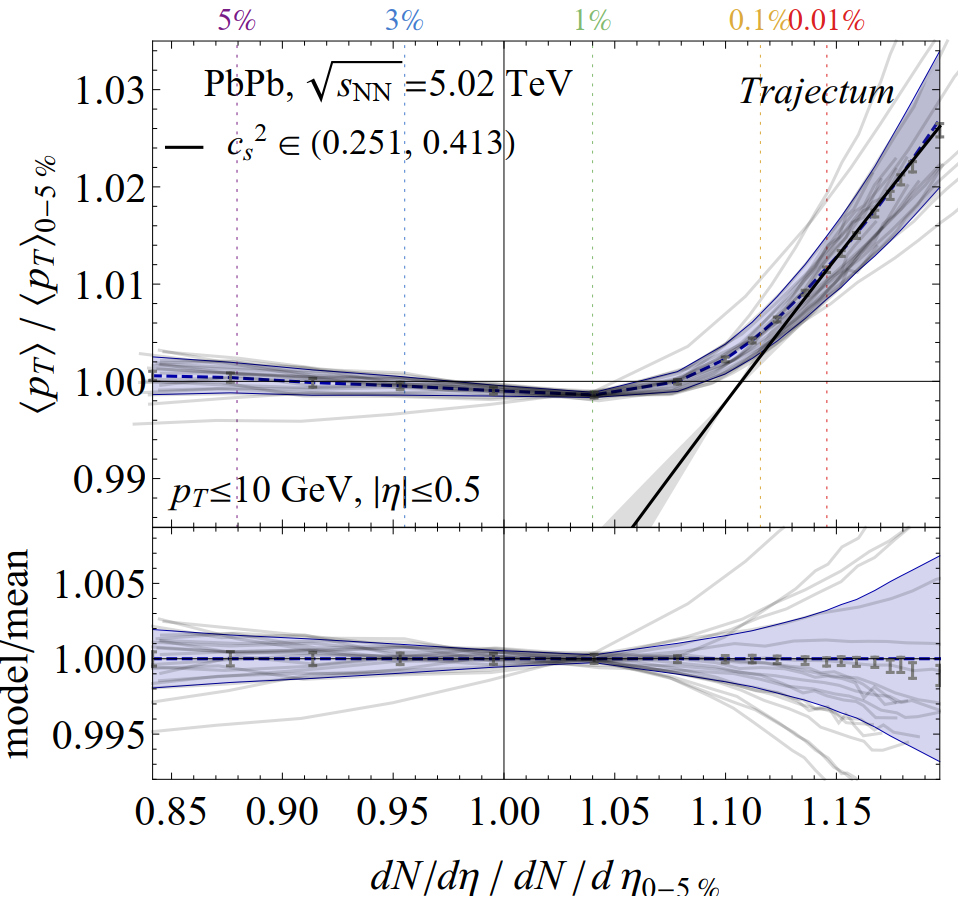 5% 3% 1% 0.1% 0.01%
PbPb, √sNN =5.02 TeV
Trajectum
cs² ∈ (0.251, 0.413)
pT≤10 GeV, |η|≤0.5
⟨pT⟩ / ⟨pT⟩0−5 %
1.03
1.02
1.01
1.00
0.99
model/mean
1.005
1.000
0.995
0.85 0.90 0.95 1.00 1.05 1.10 1.15
dN/dη / dN / d η0−5 %